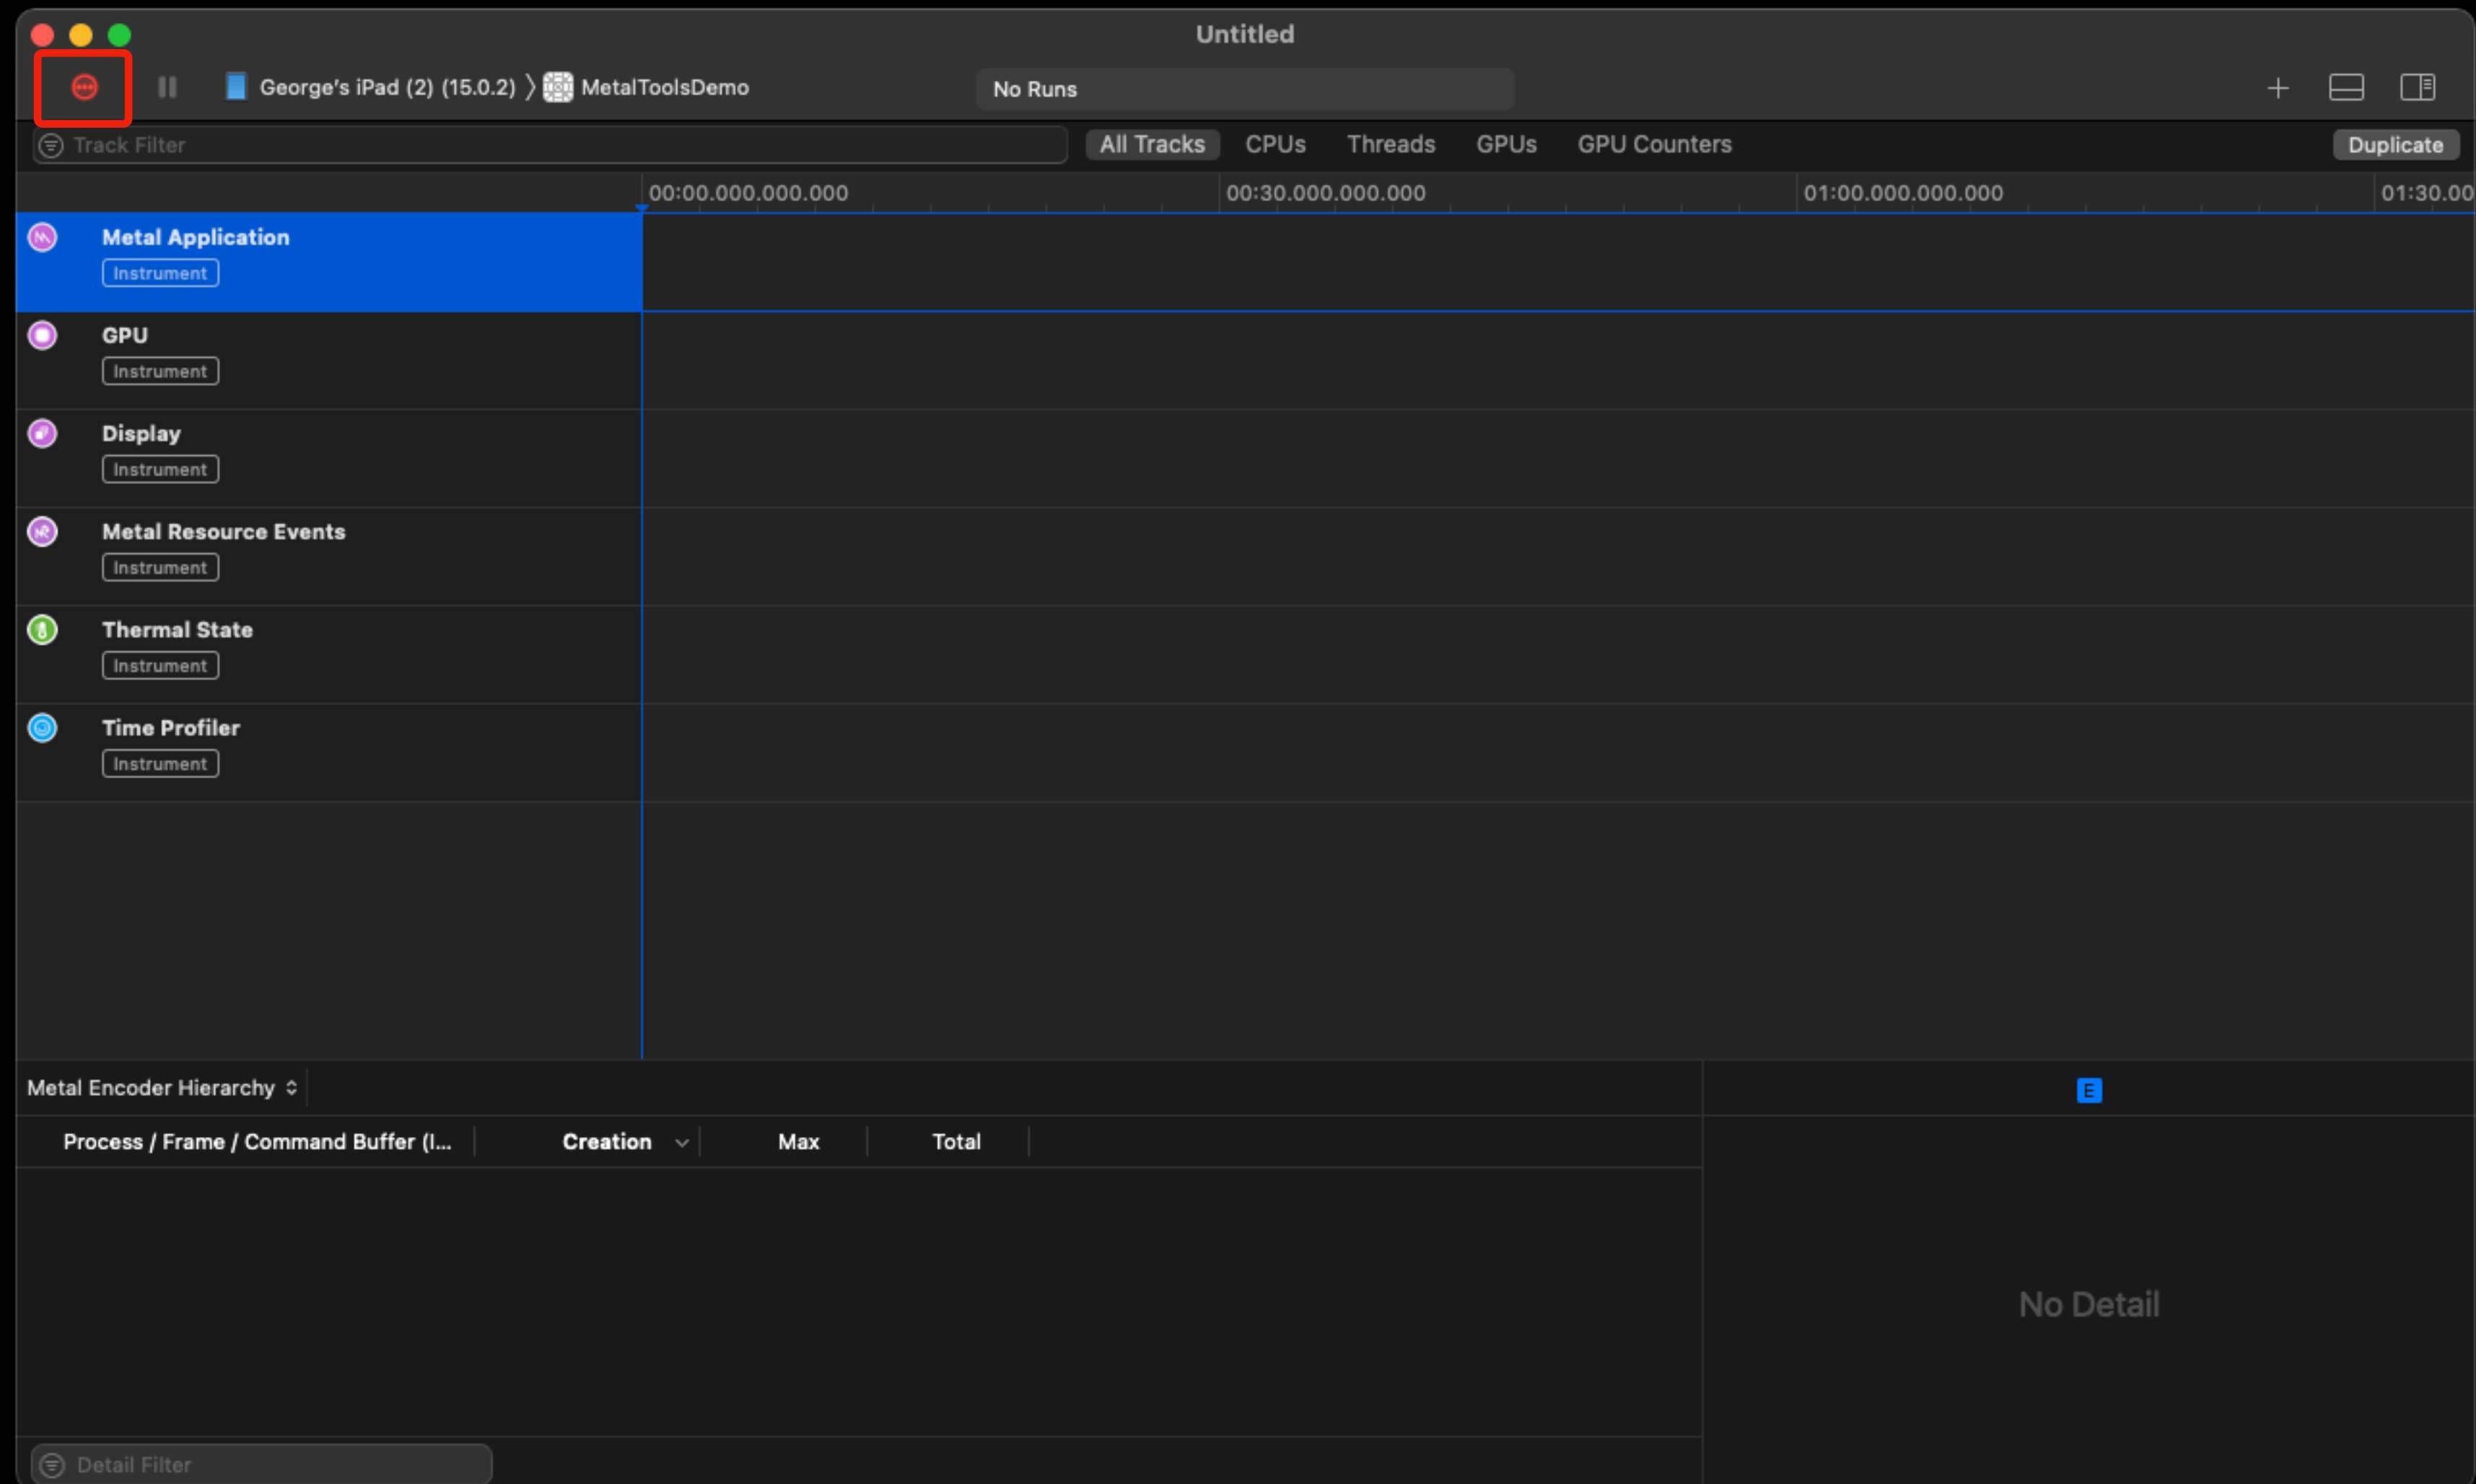 Untitled
George's iPad (2) (15.0.2) 〉 MetalToolsDemo
No Runs
Track Filter
All Tracks CPUs Threads GPUs GPU Counters
Duplicate
00:00.000.000.000 00:30.000.000.000 01:00.000.000.000 01:30.00
Metal Application
Instrument
GPU
Instrument
Display
Instrument
Metal Resource Events
Instrument
Thermal State
Instrument
Time Profiler
Instrument
Metal Encoder Hierarchy
E
Process / Frame / Command Buffer (I... Creation Max Total
No Detail
Detail Filter